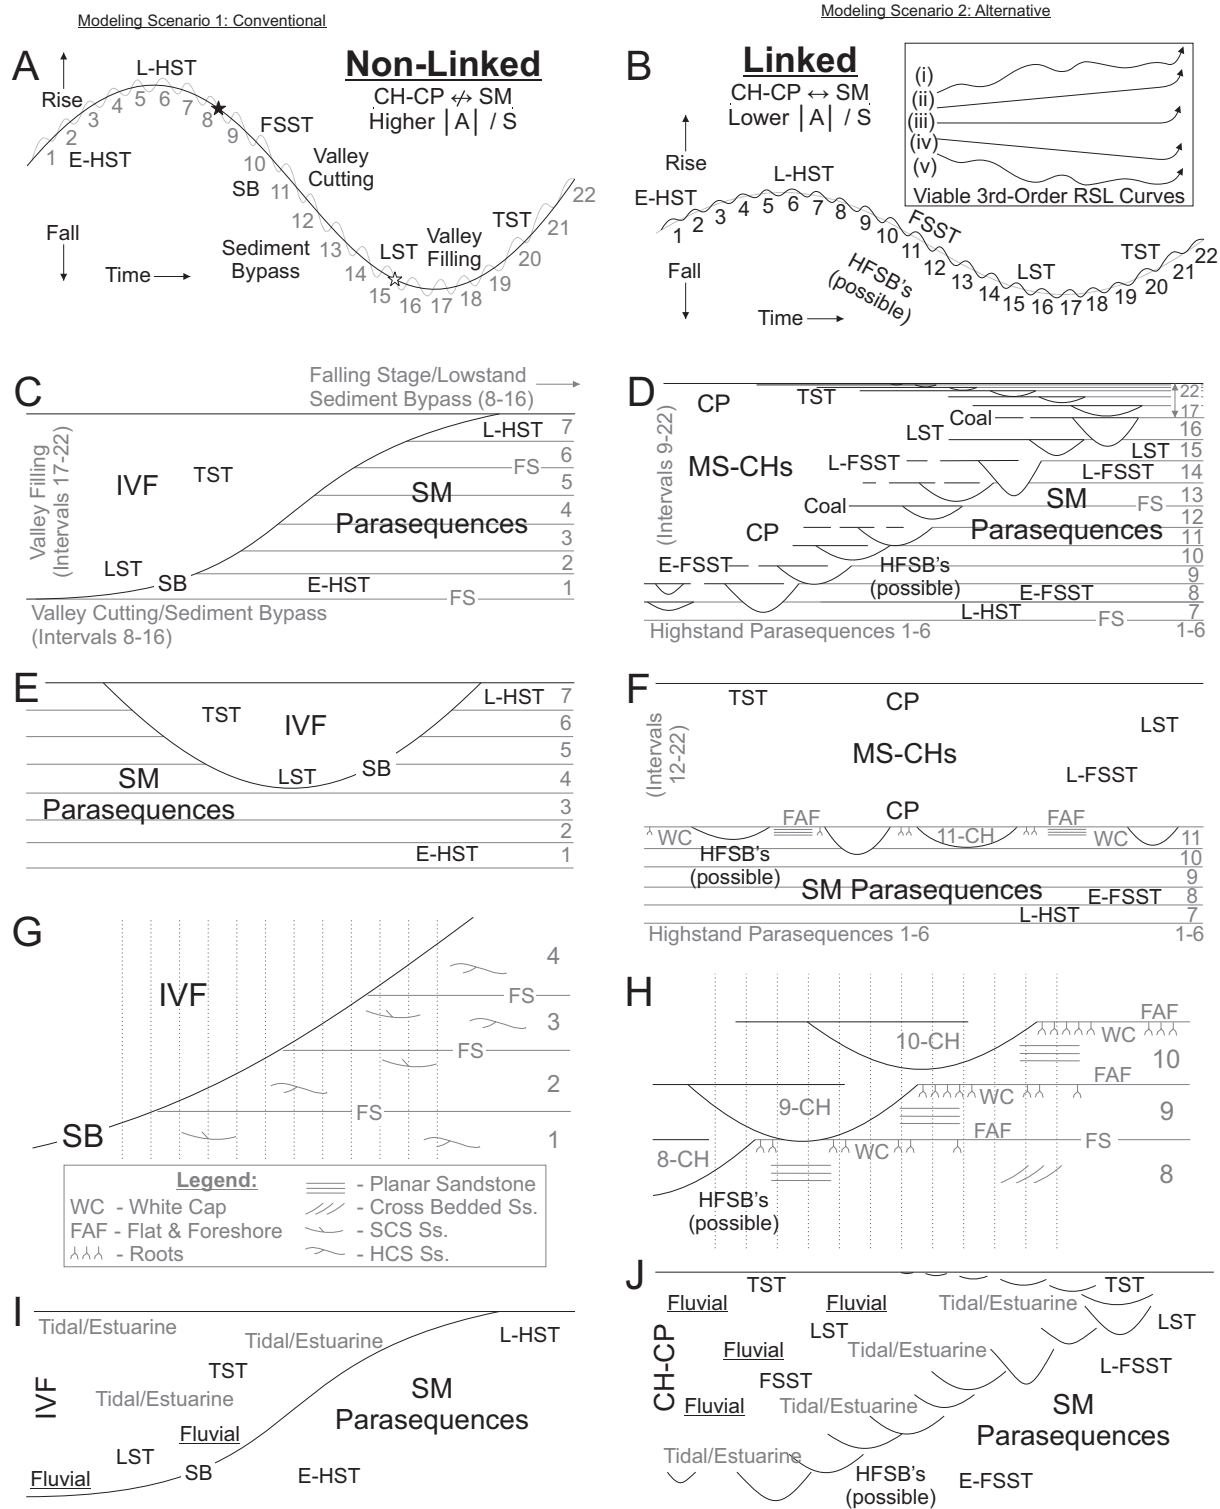 Modeling Scenario 1: Conventional
Modeling Scenario 2: Alternative
A
L-HST
Rise
Non-Linked
CH-CP ↮ SM
Higher |A| / S
1
2
3
4
5
6
7
8
9
10
11
12
13
14
15
16
17
18
19
20
21
22
E-HST
FSST
Valley
Cutting
SB
Fall
Sediment
Bypass
LST
Valley
Filling
TST
Time
B
Linked
CH-CP ↔ SM
Lower |A| / S
(i)
(ii)
(iii)
(iv)
(v)
Viable 3rd-Order RSL Curves
Rise
E-HST
L-HST
1
2
3
4
5
6
7
8
9
10
11
12
13
14
15
16
17
18
19
20
21
22
FSST
LST
TST
Fall
HFSB's
(possible)
Time
C
Falling Stage/Lowstand
Sediment Bypass (8-16)
Valley Filling
(Intervals 17-22)
IVF
TST
L-HST
7
6
FS
5
SM
Parasequences
4
3
2
LST
SB
E-HST
1
FS
Valley Cutting/Sediment Bypass
(Intervals 8-16)
D
CP
TST
22
17
Coal
16
LST
LST
15
(Intervals 9-22)
MS-CHs
L-FSST
L-FSST
14
SM
Parasequences
13
FS
Coal
12
CP
11
10
E-FSST
HFSB's
(possible)
9
E-FSST
8
L-HST
7
FS
Highstand Parasequences 1-6
1-6
E
L-HST
7
TST
IVF
6
5
SM
Parasequences
LST
SB
4
3
2
E-HST
1
F
TST
CP
LST
(Intervals
12-22)
MS-CHs
L-FSST
CP
FAF
FAF
WC
11-CH
WC
11
HFSB's
(possible)
10
9
SM Parasequences
E-FSST
8
L-HST
7
Highstand Parasequences 1-6
1-6
G
IVF
4
FS
3
FS
2
FS
SB
1
Legend:
WC - White Cap
FAF - Flat & Foreshore
- Roots
- Planar Sandstone
- Cross Bedded Ss.
- SCS Ss.
- HCS Ss.
H
FAF
10-CH
WC
10
FAF
9-CH
WC
9
FAF
FS
8-CH
WC
8
HFSB's
(possible)
I
Tidal/Estuarine
Tidal/Estuarine
L-HST
TST
IVF
Tidal/Estuarine
SM
Parasequences
Fluvial
LST
SB
Fluvial
E-HST
J
TST
TST
Fluvial
Fluvial
Tidal/Estuarine
LST
LST
CH-CP
Fluvial
Tidal/Estuarine
L-FSST
FSST
Fluvial
Tidal/Estuarine
SM
Parasequences
Tidal/Estuarine
HFSB's
(possible)
E-FSST